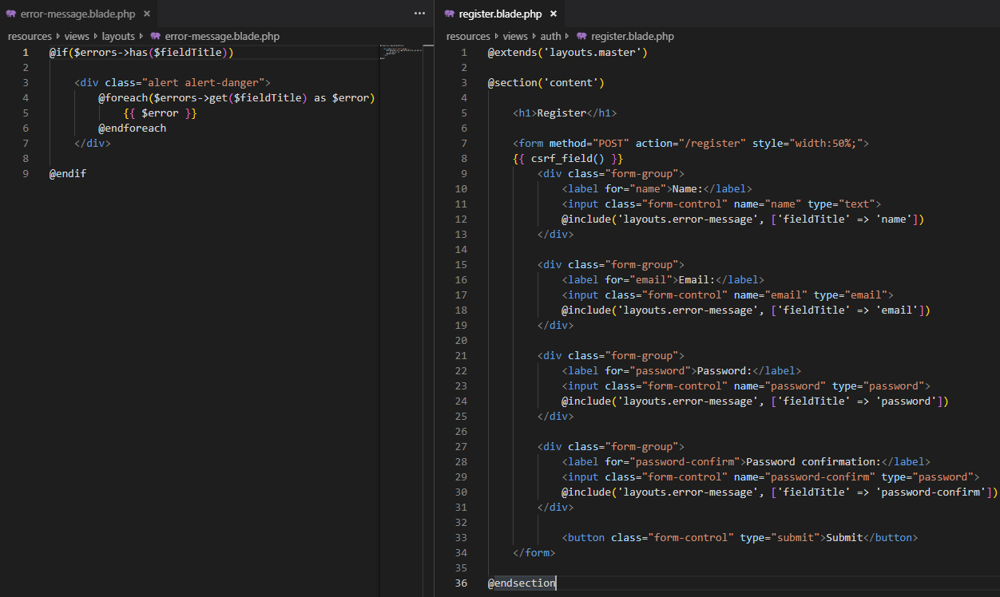 error-message.blade.php × ···
resources > views > layouts > error-message.blade.php
1 @if($errors->has($fieldTitle))
2
3     <div class="alert alert-danger">
4         @foreach($errors->get($fieldTitle) as $error)
5             {{ $error }}
6         @endforeach
7     </div>
8
9 @endif
register.blade.php ×
resources > views > auth > register.blade.php
1 @extends('layouts.master')
2
3 @section('content')
4
5     <h1>Register</h1>
6
7     <form method="POST" action="/register" style="width:50%;">
8     {{ csrf_field() }}
9         <div class="form-group">
10             <label for="name">Name:</label>
11             <input class="form-control" name="name" type="text">
12             @include('layouts.error-message', ['fieldTitle' => 'name'])
13         </div>
14
15         <div class="form-group">
16             <label for="email">Email:</label>
17             <input class="form-control" name="email" type="email">
18             @include('layouts.error-message', ['fieldTitle' => 'email'])
19         </div>
20
21         <div class="form-group">
22             <label for="password">Password:</label>
23             <input class="form-control" name="password" type="password">
24             @include('layouts.error-message', ['fieldTitle' => 'password'])
25         </div>
26
27         <div class="form-group">
28             <label for="password-confirm">Password confirmation:</label>
29             <input class="form-control" name="password-confirm" type="password">
30             @include('layouts.error-message', ['fieldTitle' => 'password-confirm'])
31         </div>
32
33             <button class="form-control" type="submit">Submit</button>
34     </form>
35
36 @endsection